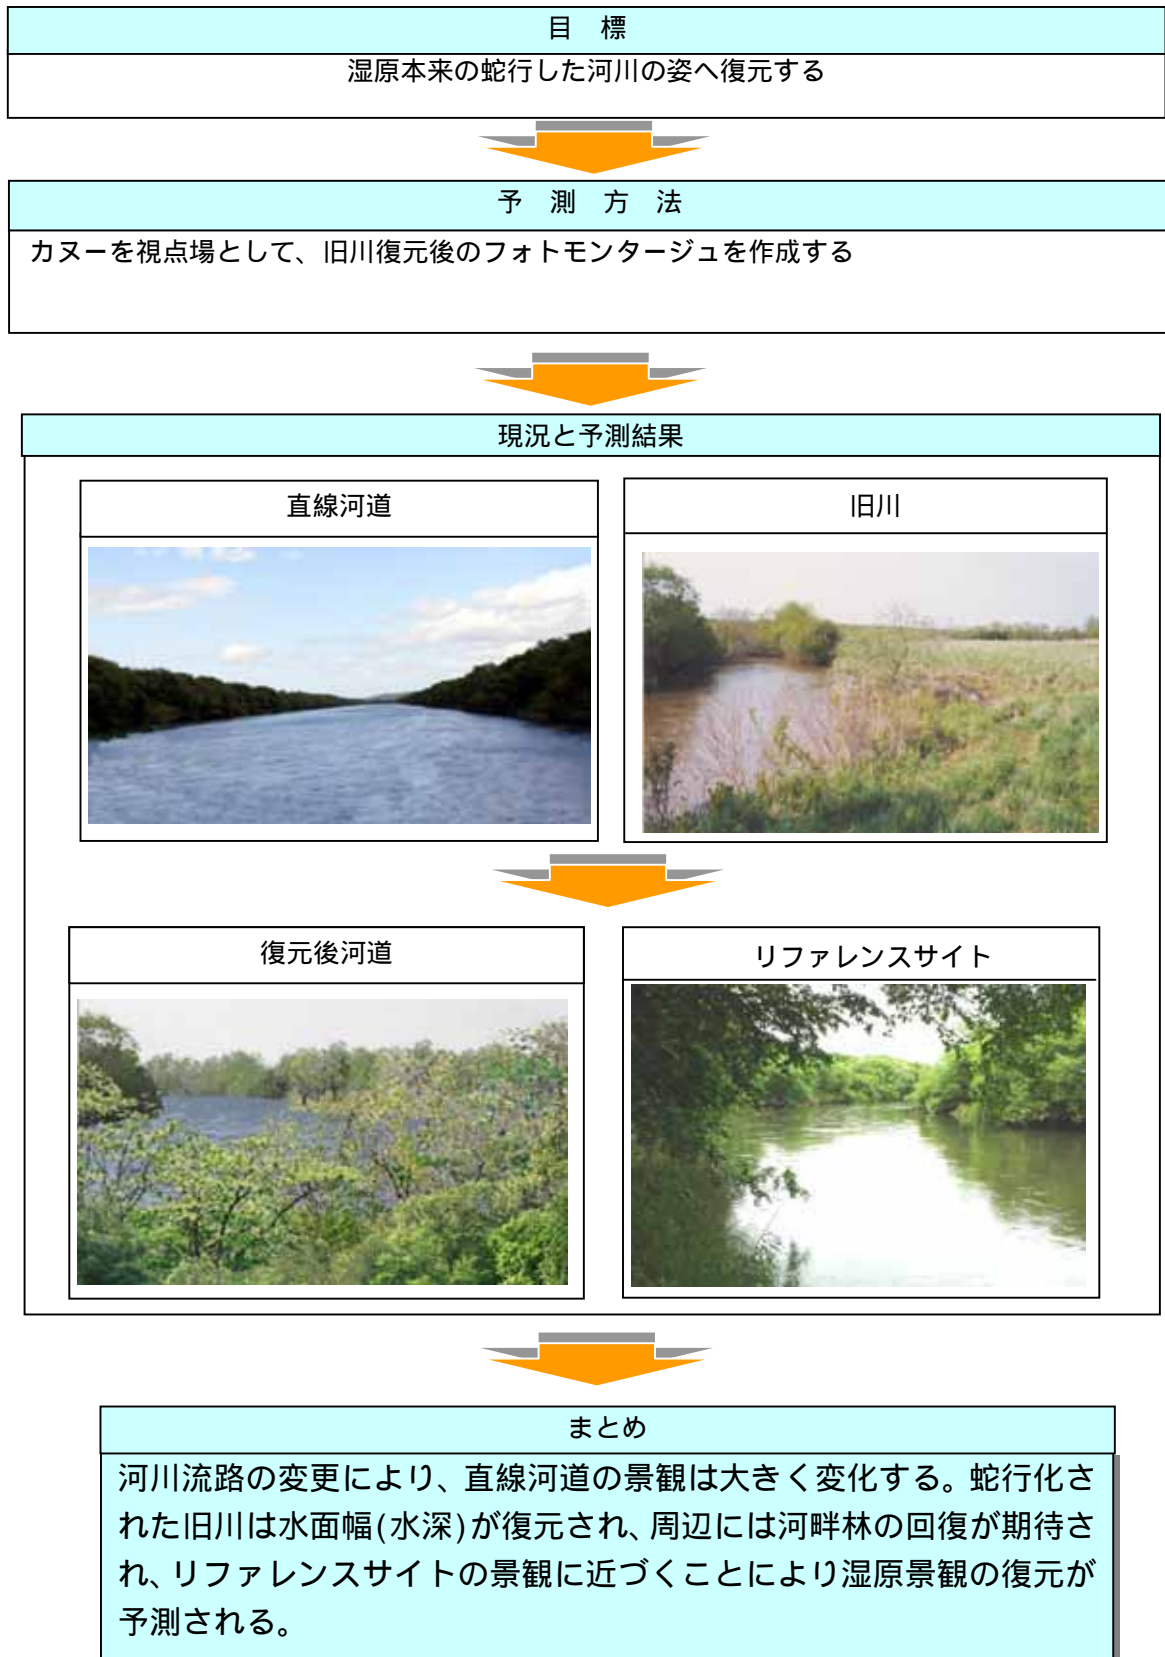 目　標
湿原本来の蛇行した河川の姿へ復元する
予　測　方　法
カヌーを視点場として、旧川復元後のフォトモンタージュを作成する
現況と予測結果
直線河道
旧川
復元後河道
リファレンスサイト
まとめ
河川流路の変更により、直線河道の景観は大きく変化する。蛇行化さ
れた旧川は水面幅(水深)が復元され、周辺には河畔林の回復が期待さ
れ、リファレンスサイトの景観に近づくことにより湿原景観の復元が
予測される。